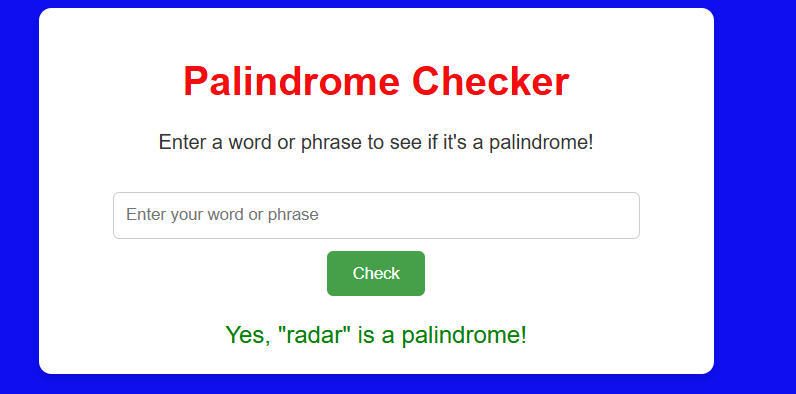 Palindrome Checker
Enter a word or phrase to see if it's a palindrome!
Enter your word or phrase
Check
Yes, "radar" is a palindrome!